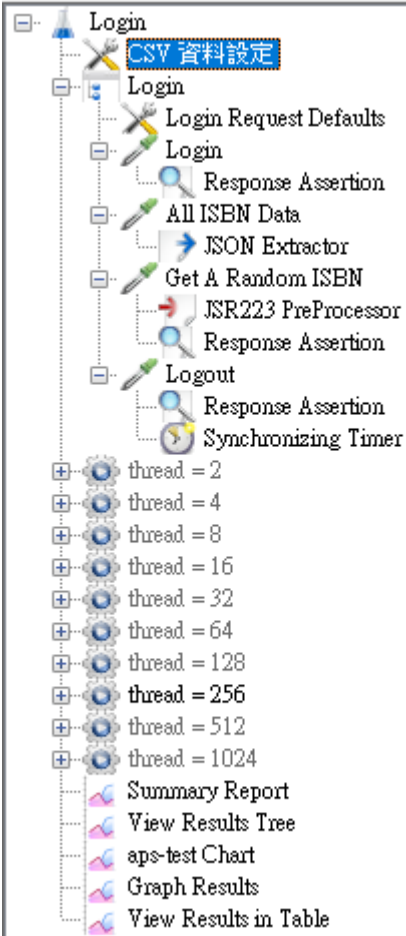 Login
CSV 資料設定
Login
Login Request Defaults
Login
Response Assertion
All ISBN Data
JSON Extractor
Get A Random ISBN
JSR223 PreProcessor
Response Assertion
Logout
Response Assertion
Synchronizing Timer
thread = 2
thread = 4
thread = 8
thread = 16
thread = 32
thread = 64
thread = 128
thread = 256
thread = 512
thread = 1024
Summary Report
View Results Tree
aps-test Chart
Graph Results
View Results in Table